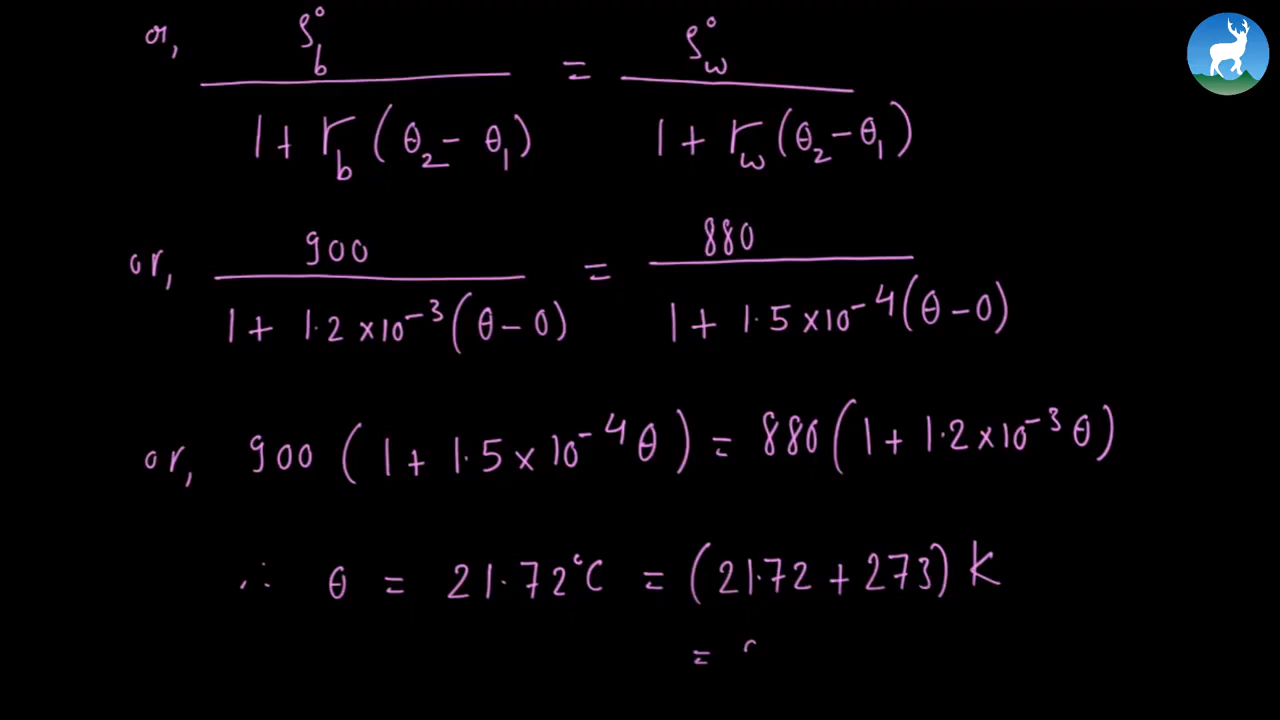 or, ρ°b / (1 + rb (θ2 − θ1)) = ρ°w / (1 + rw (θ2 − θ1))
or, 900 / (1 + 1.2 × 10⁻³ (θ − 0)) = 880 / (1 + 1.5 × 10⁻⁴ (θ − 0))
or, 900 (1 + 1.5 × 10⁻⁴ θ) = 880 (1 + 1.2 × 10⁻³ θ)
∴ θ = 21.72°C = (21.72 + 273) K
=